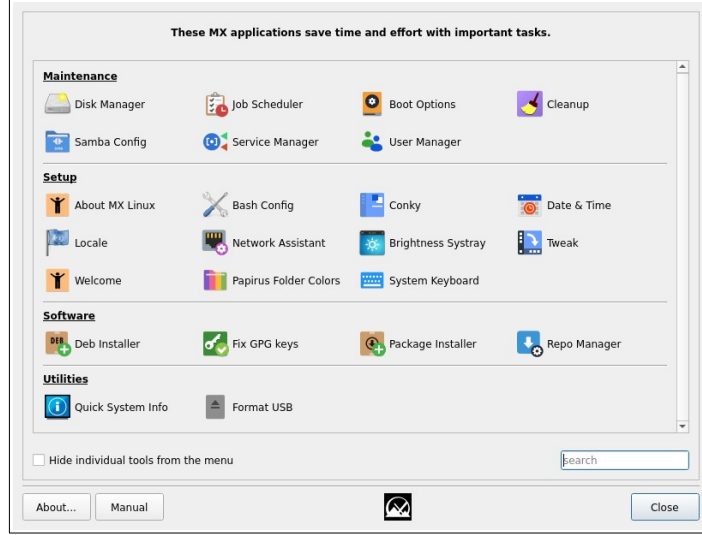 These MX applications save time and effort with important tasks.
Maintenance
Disk Manager Job Scheduler Boot Options Cleanup
Samba Config Service Manager User Manager
Setup
About MX Linux Bash Config Conky Date & Time
Locale Network Assistant Brightness Systray Tweak
Welcome Papirus Folder Colors System Keyboard
Software
DEB Deb Installer Fix GPG keys Package Installer Repo Manager
Utilities
Quick System Info Format USB
Hide individual tools from the menu search
About... Manual Close